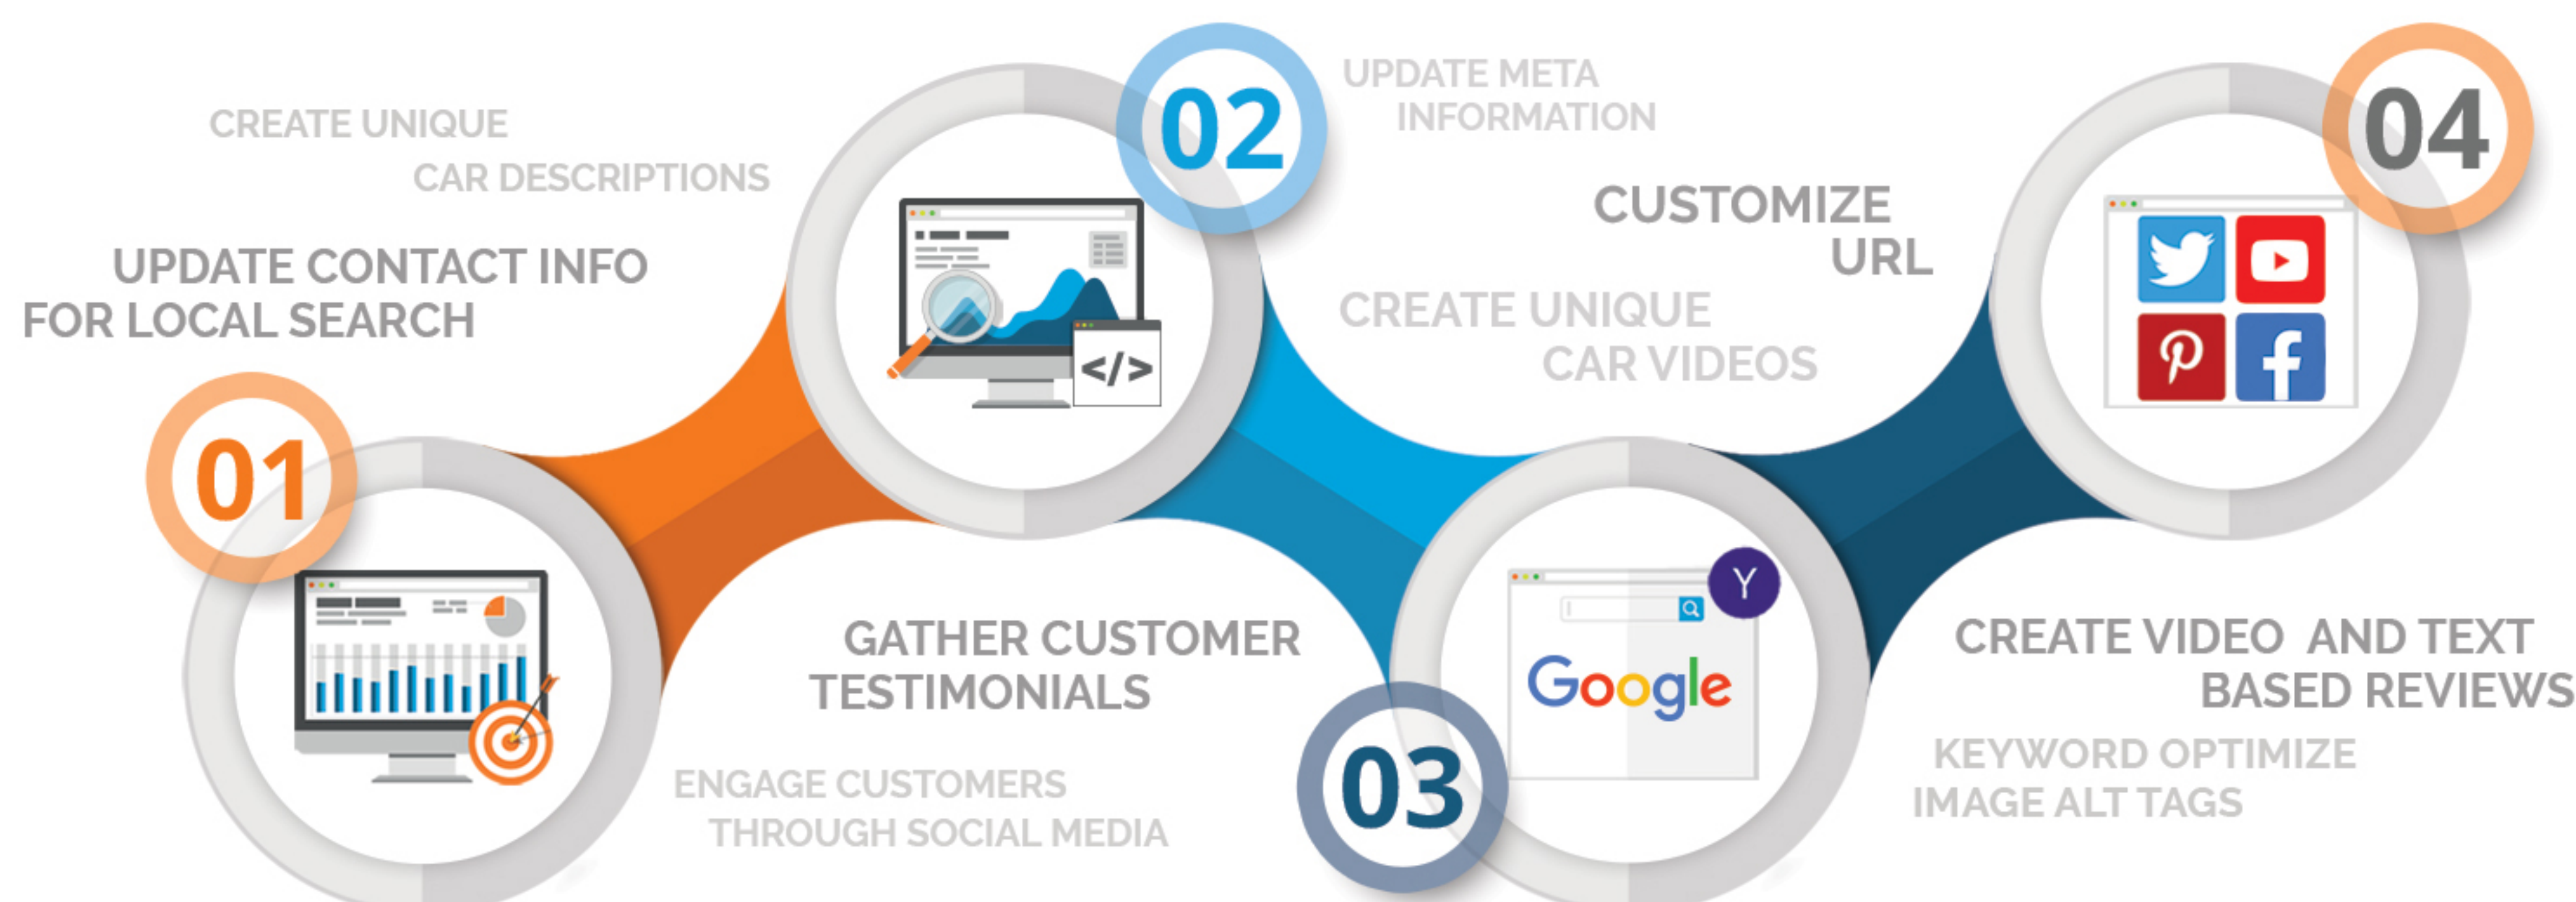 CREATE UNIQUE
CAR DESCRIPTIONS
UPDATE CONTACT INFO
FOR LOCAL SEARCH
01
02
</>
GATHER CUSTOMER
TESTIMONIALS
ENGAGE CUSTOMERS
THROUGH SOCIAL MEDIA
UPDATE META
INFORMATION
CUSTOMIZE
URL
CREATE UNIQUE
CAR VIDEOS
Y
Google
03
04
CREATE VIDEO AND TEXT
BASED REVIEWS
KEYWORD OPTIMIZE
IMAGE ALT TAGS